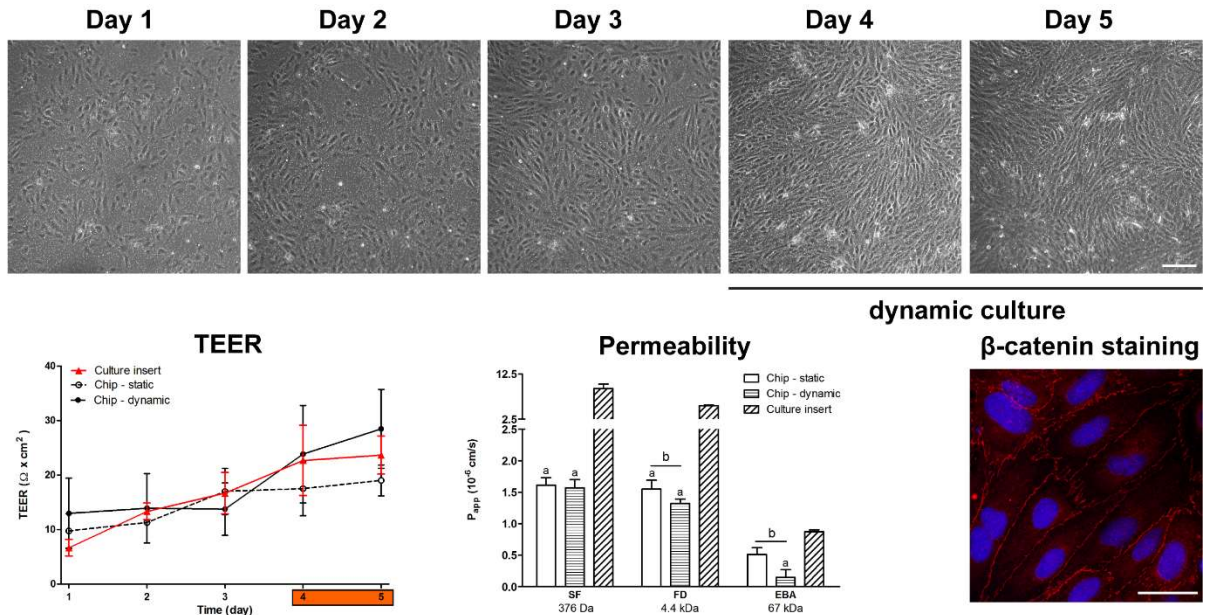 Day 1
Day 2
Day 3
Day 4
Day 5
dynamic culture
TEER
Culture insert
Chip - static
Chip - dynamic
40
30
20
10
0
TEER (Ω x cm²)
1
2
3
4
5
Time (day)
Permeability
Chip - static
Chip - dynamic
Culture insert
12.5
2.5
2.0
1.5
1.0
0.5
0.0
Papp (10⁻⁶ cm/s)
a
a
b
a
a
b
a
SF
376 Da
FD
4.4 kDa
EBA
67 kDa
β-catenin staining